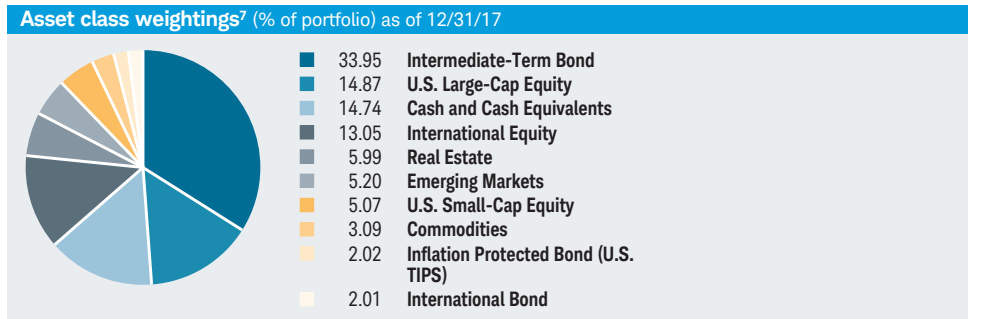 Asset class weightings⁷ (% of portfolio) as of 12/31/17
33.95 Intermediate-Term Bond
14.87 U.S. Large-Cap Equity
14.74 Cash and Cash Equivalents
13.05 International Equity
5.99 Real Estate
5.20 Emerging Markets
5.07 U.S. Small-Cap Equity
3.09 Commodities
2.02 Inflation Protected Bond (U.S.
TIPS)
2.01 International Bond